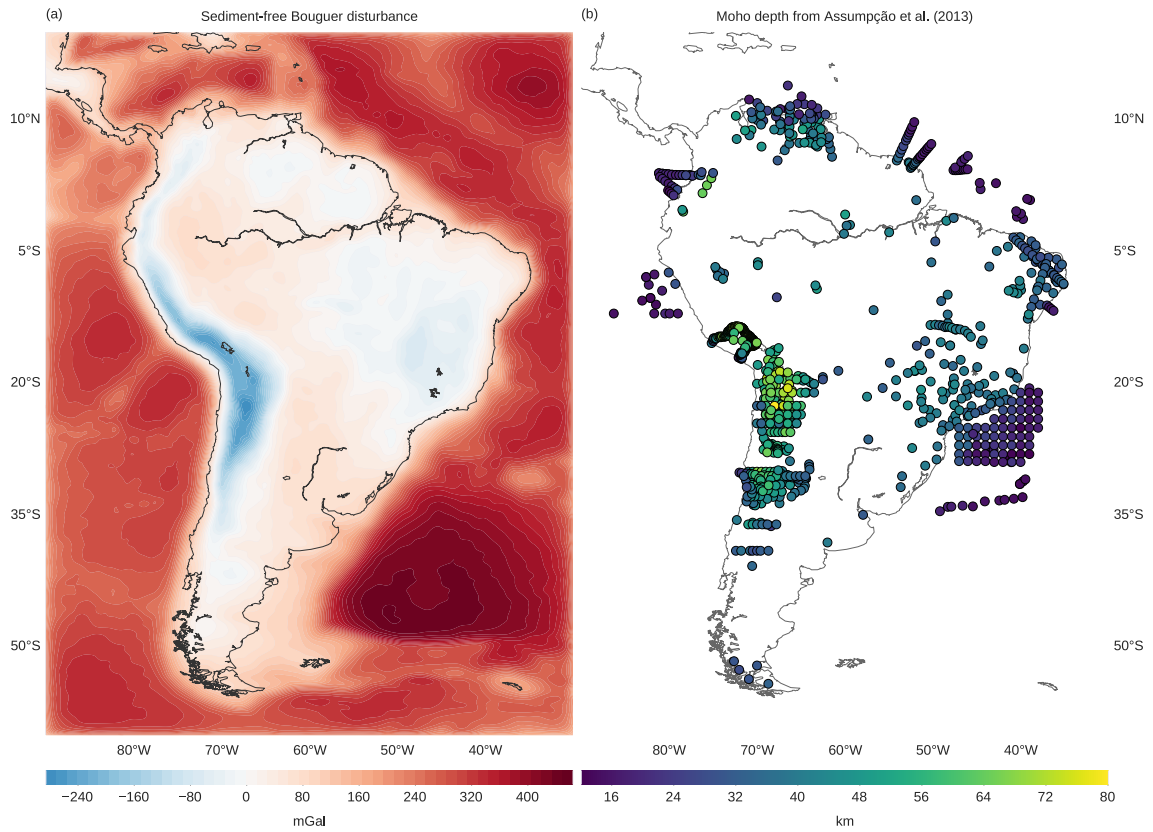 (a)
Sediment-free Bouguer disturbance
(b)
Moho depth from Assumpção et al. (2013)
10°N
5°S
20°S
35°S
50°S
10°N
5°S
20°S
35°S
50°S
80°W 70°W 60°W 50°W 40°W
80°W 70°W 60°W 50°W 40°W
−240 −160 −80 0 80 160 240 320 400
mGal
16 24 32 40 48 56 64 72 80
km